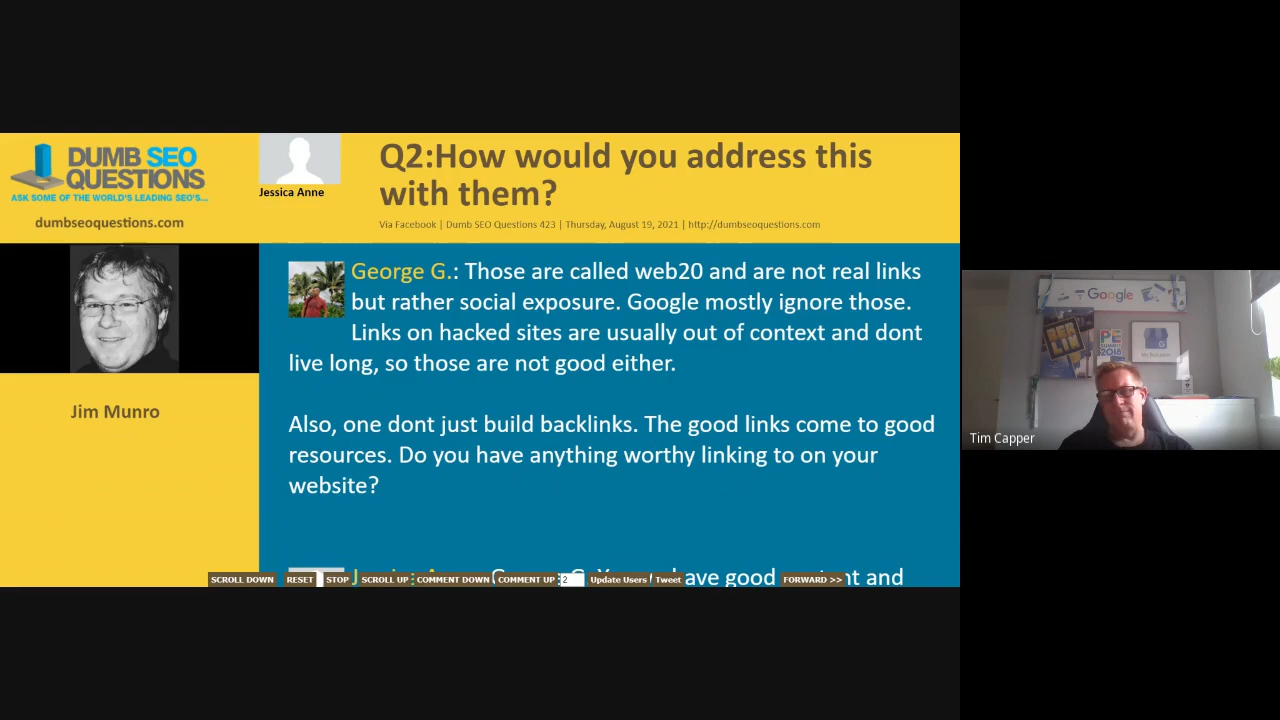 DUMB SEO
QUESTIONS
ASK SOME OF THE WORLD'S LEADING SEO'S...
dumbseoquestions.com
Jessica Anne
Q2:How would you address this
with them?
Via Facebook | Dumb SEO Questions 423 | Thursday, August 19, 2021 | http://dumbseoquestions.com
Jim Munro
George G.: Those are called web20 and are not real links
but rather social exposure. Google mostly ignore those.
Links on hacked sites are usually out of context and dont
live long, so those are not good either.
Also, one dont just build backlinks. The good links come to good
resources. Do you have anything worthy linking to on your
website?
have good
and
SCROLL DOWN RESET STOP SCROLL UP COMMENT DOWN COMMENT UP 2 Update Users Tweet FORWARD >>
Google
PE
SUMMIT
2018
Tim Capper